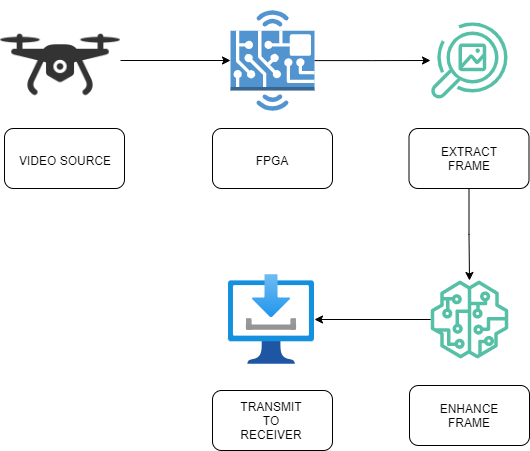 VIDEO SOURCE
FPGA
EXTRACT
FRAME
TRANSMIT
TO
RECEIVER
ENHANCE
FRAME